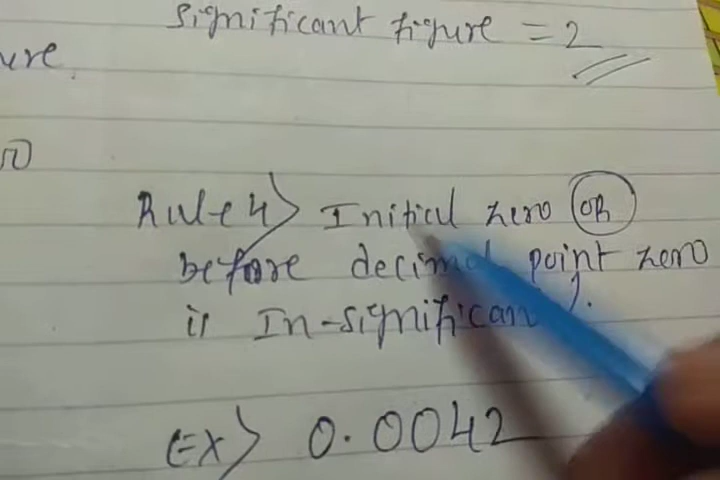 Significant figure = 2
ure.
Rule 4> Initial zero OR
before decimal point zero
is In-significant.
Ex> 0.0042